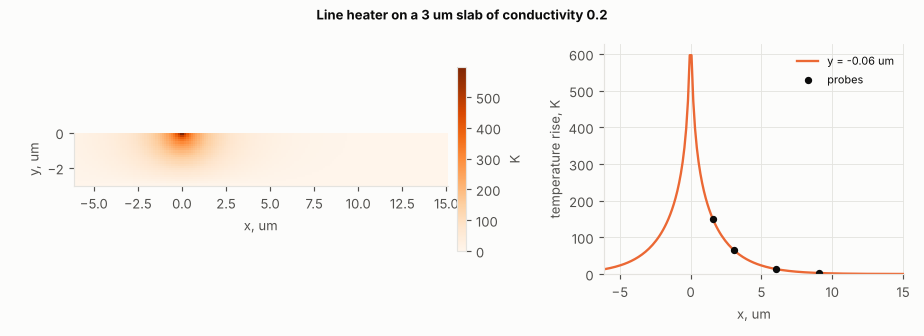 Line heater on a 3 um slab of conductivity 0.2
0
−2
y, um
−5.0 −2.5 0.0 2.5 5.0 7.5 10.0 12.5 15.0
x, um
500
400
300
200
100
0
K
600
500
400
300
200
100
0
temperature rise, K
y = -0.06 um
probes
−5 0 5 10 15
x, um